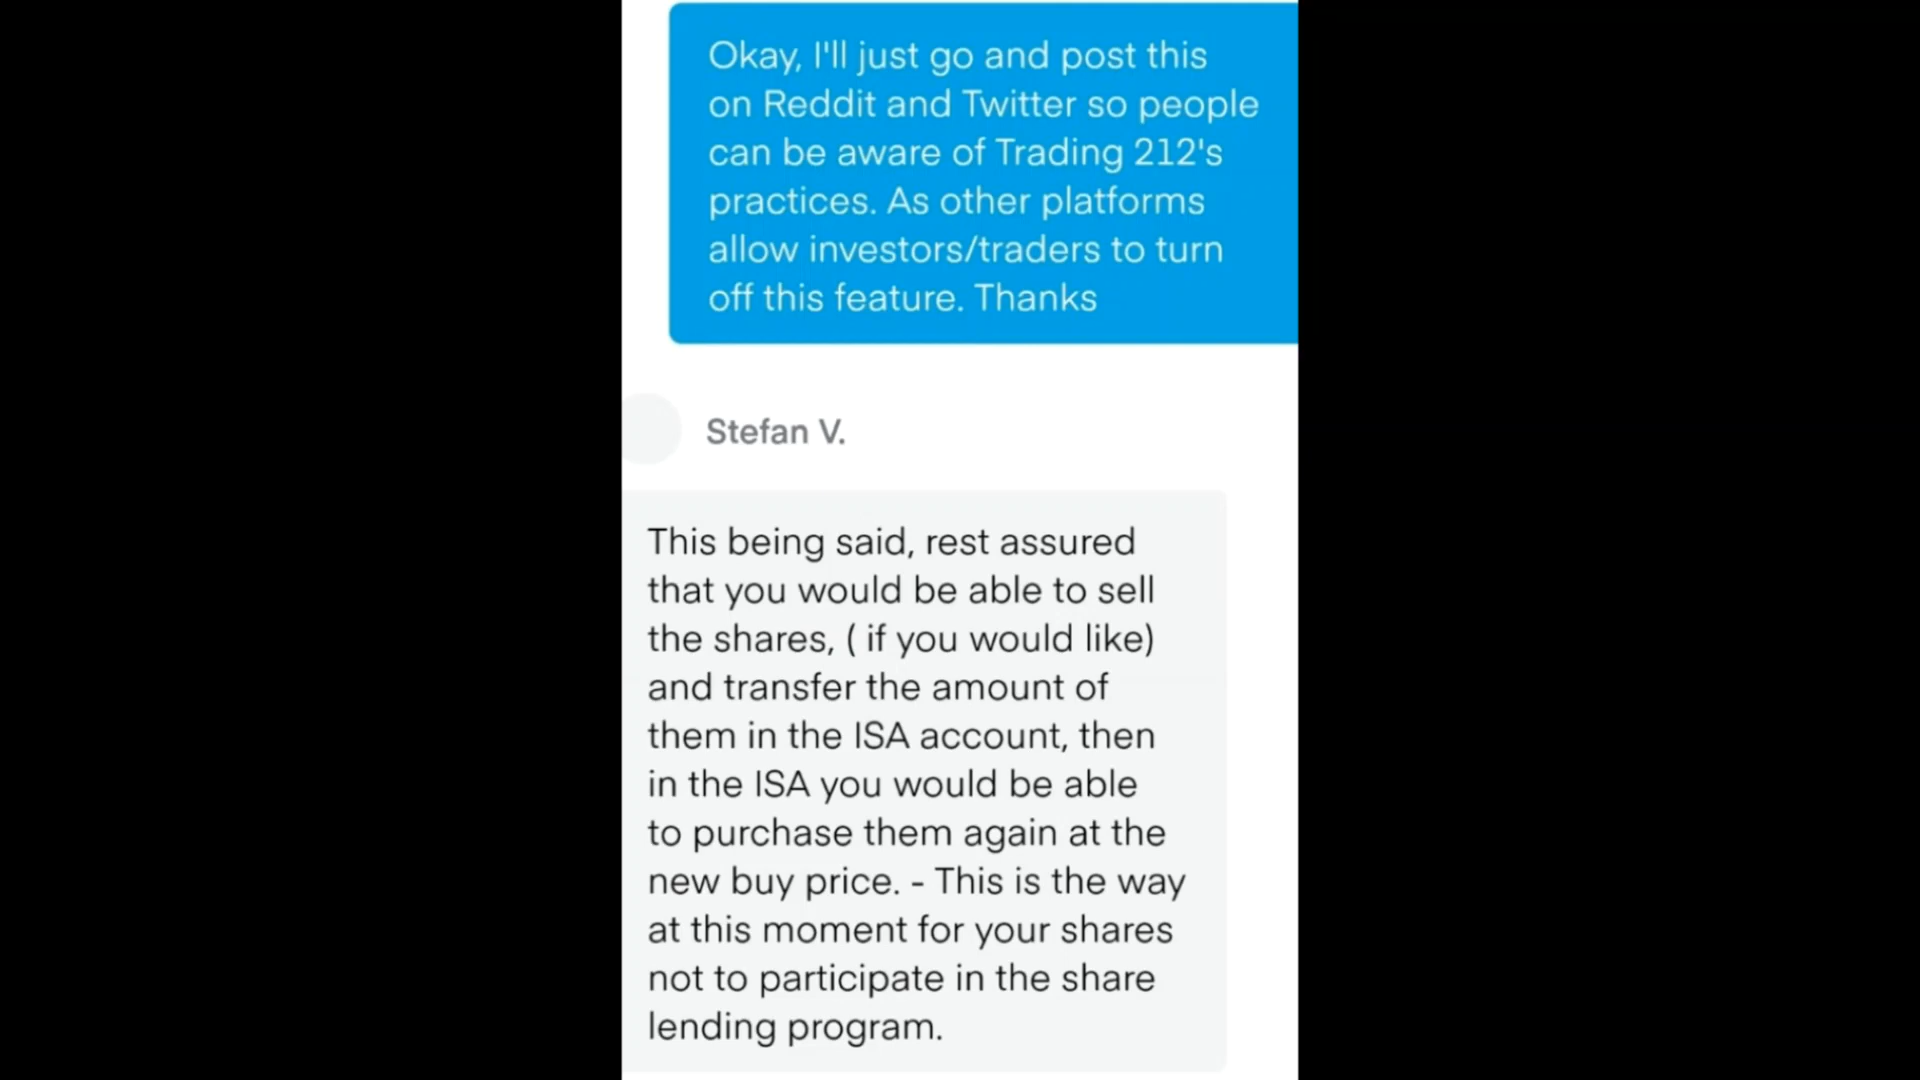 Okay, I'll just go and post this
on Reddit and Twitter so people
can be aware of Trading 212's
practices. As other platforms
allow investors/traders to turn
off this feature. Thanks
Stefan V.
This being said, rest assured
that you would be able to sell
the shares, ( if you would like)
and transfer the amount of
them in the ISA account, then
in the ISA you would be able
to purchase them again at the
new buy price. - This is the way
at this moment for your shares
not to participate in the share
lending program.